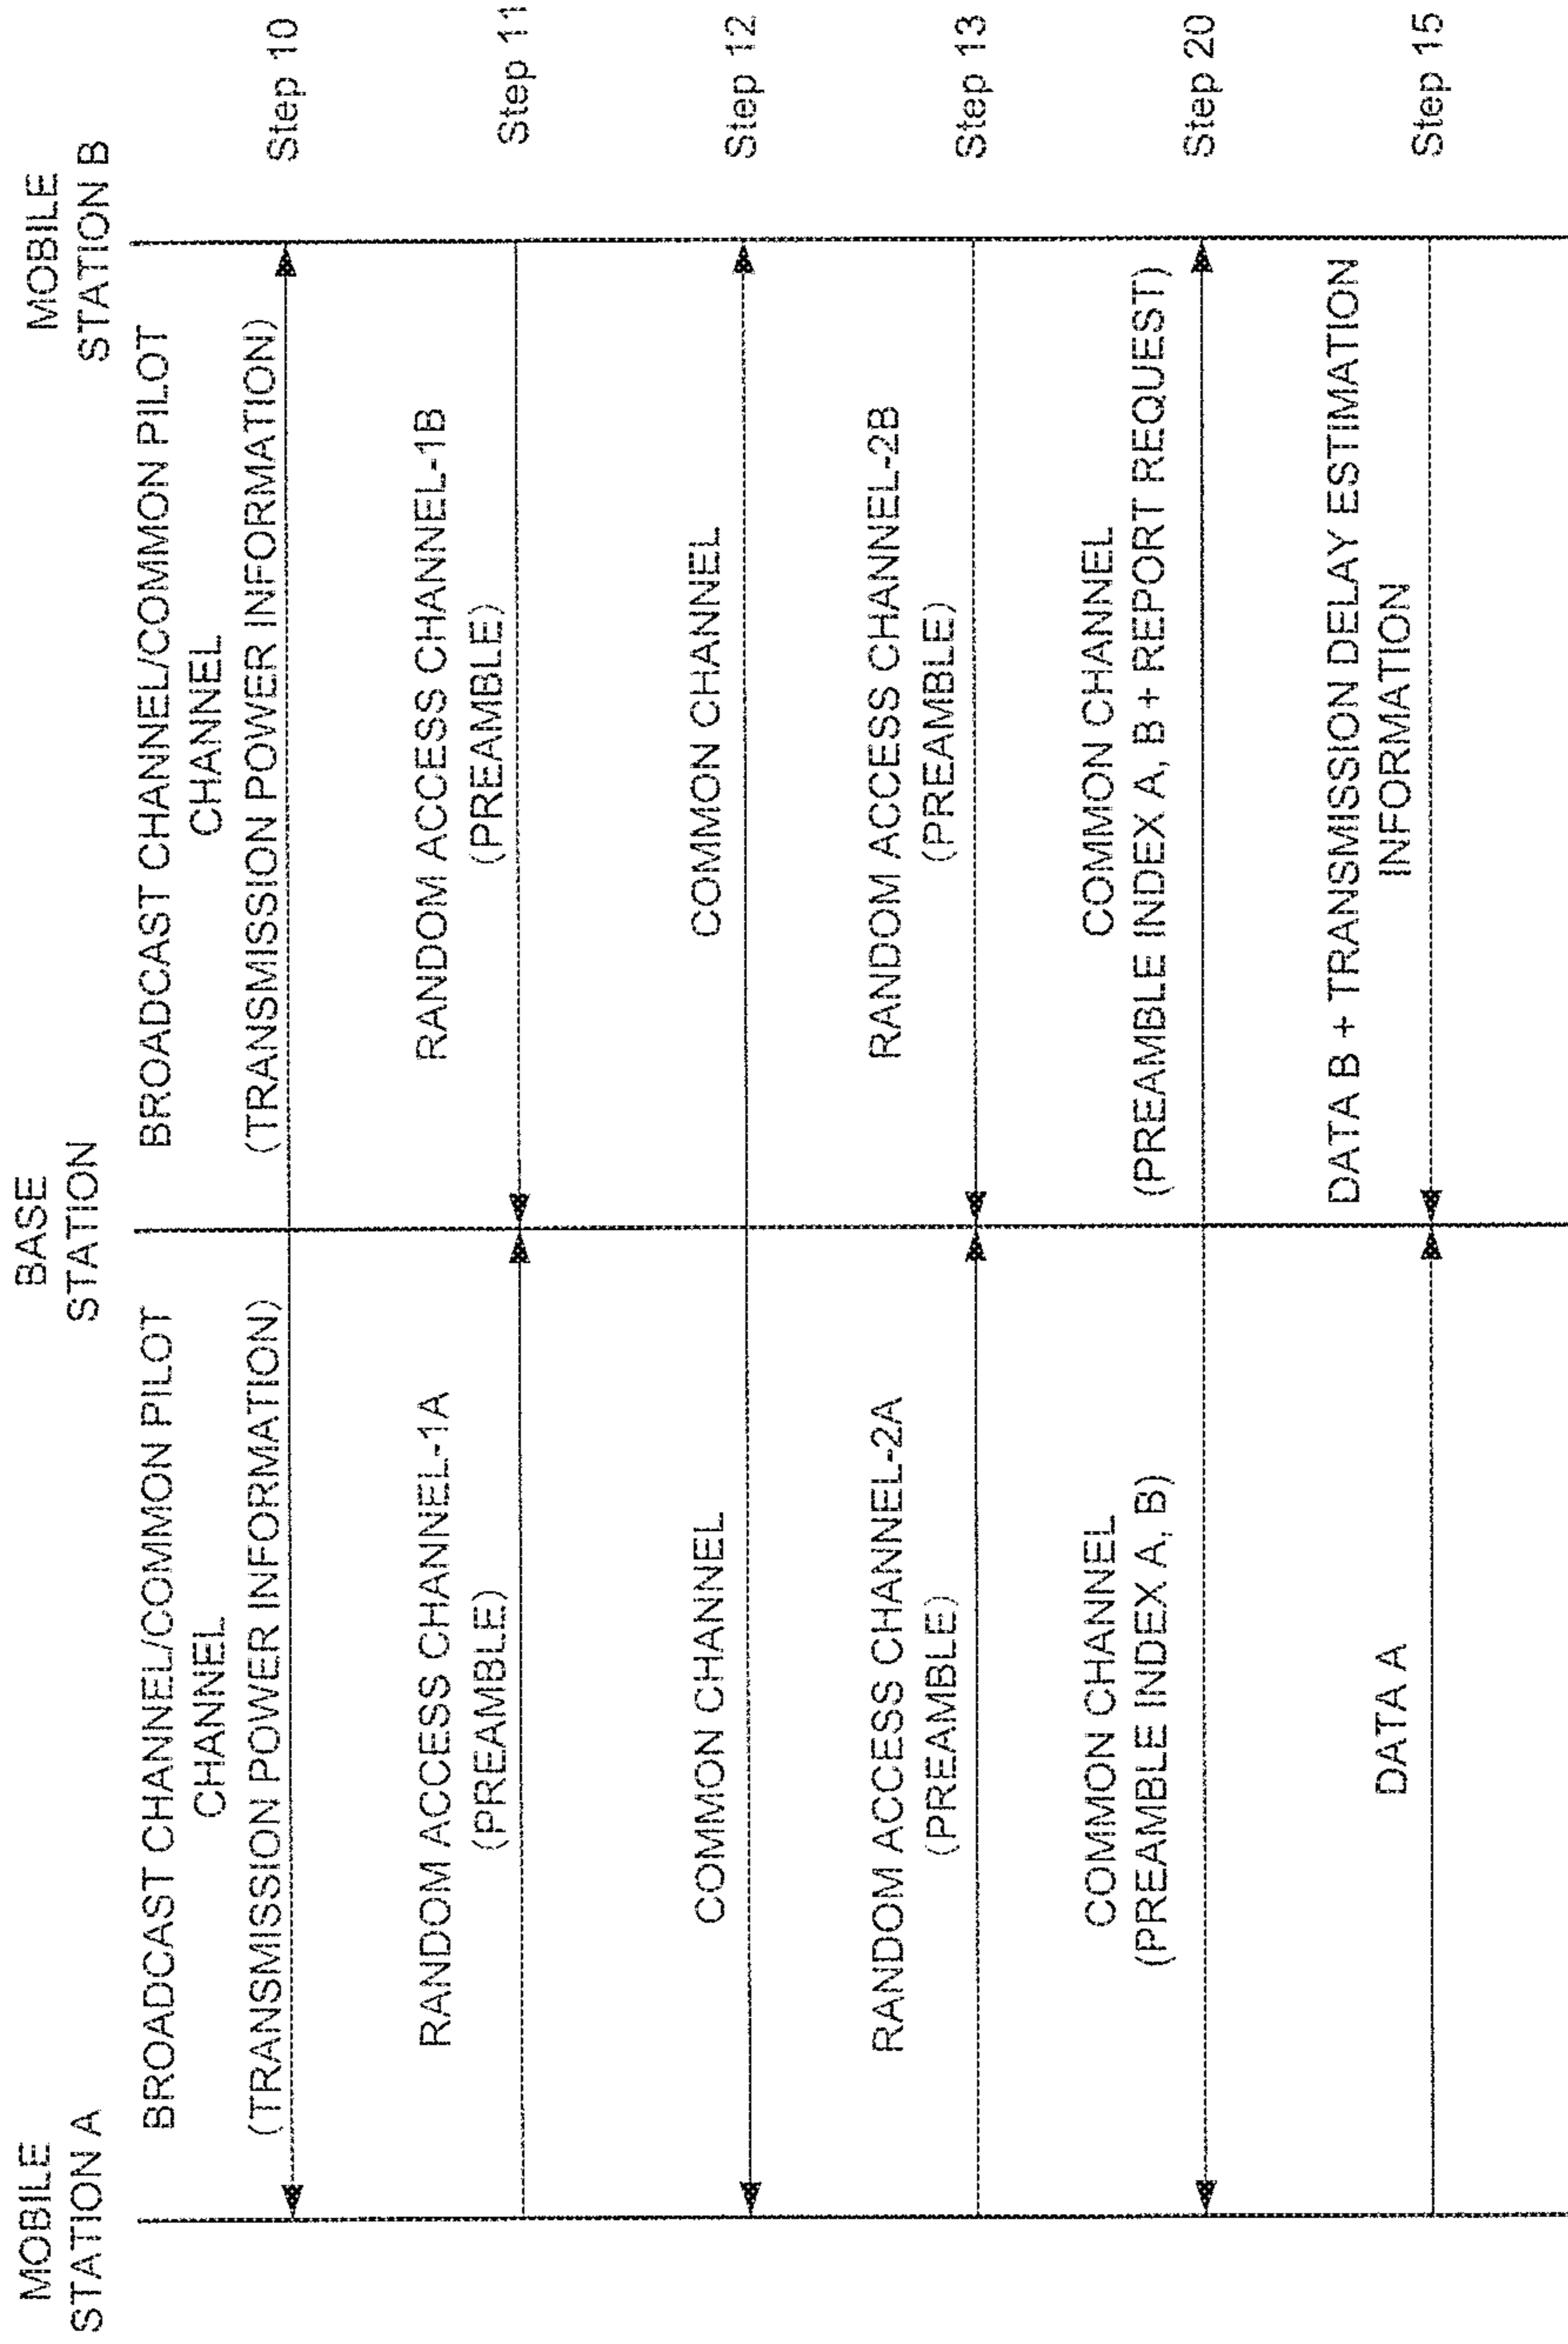 MOBILE
STATION A
BASE
STATION
MOBILE
STATION B
BROADCAST CHANNEL/COMMON PILOT
CHANNEL
(TRANSMISSION POWER INFORMATION)
BROADCAST CHANNEL/COMMON PILOT
CHANNEL
(TRANSMISSION POWER INFORMATION)
Step 10
RANDOM ACCESS CHANNEL-1A
(PREAMBLE)
RANDOM ACCESS CHANNEL-1B
(PREAMBLE)
Step 11
COMMON CHANNEL
COMMON CHANNEL
Step 12
RANDOM ACCESS CHANNEL-2A
(PREAMBLE)
RANDOM ACCESS CHANNEL-2B
(PREAMBLE)
Step 13
COMMON CHANNEL
(PREAMBLE INDEX A, B)
COMMON CHANNEL
(PREAMBLE INDEX A, B + REPORT REQUEST)
Step 20
DATA A
DATA B + TRANSMISSION DELAY ESTIMATION
INFORMATION
Step 15